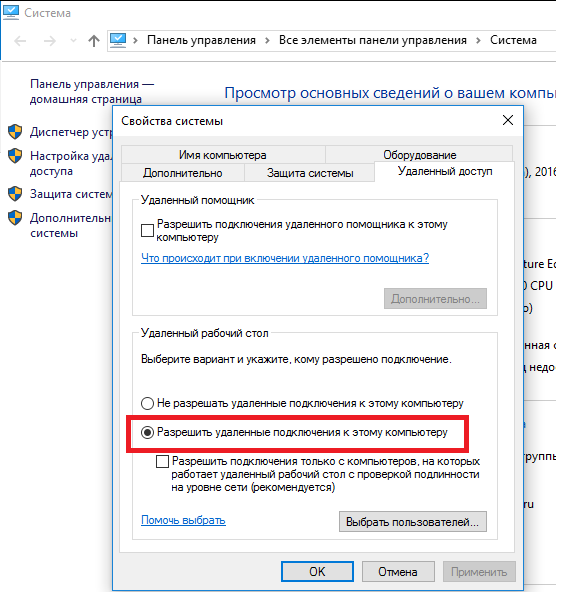 Система
Панель управления > Все элементы панели управления > Система
Панель управления —
домашняя страница
Просмотр основных сведений о вашем компь
Диспетчер устр
Настройка удал
доступа
Защита систем
Дополнительн
системы
Свойства системы
Имя компьютера
Оборудование
Дополнительно
Защита системы
Удаленный доступ
Удаленный помощник
Разрешить подключения удаленного помощника к этому
компьютеру
Что происходит при включении удаленного помощника?
Дополнительно...
Удаленный рабочий стол
Выберите вариант и укажите, кому разрешено подключение.
Не разрешать удаленные подключения к этому компьютеру
Разрешить удаленные подключения к этому компьютеру
Разрешить подключения только с компьютеров, на которых
работает удаленный рабочий стол с проверкой подлинности
на уровне сети (рекомендуется)
Помочь выбрать
Выбрать пользователей...
OK
Отмена
Применить
), 2016
ture Ed
0 CPU
о)
нная с
д недо
группы
ru